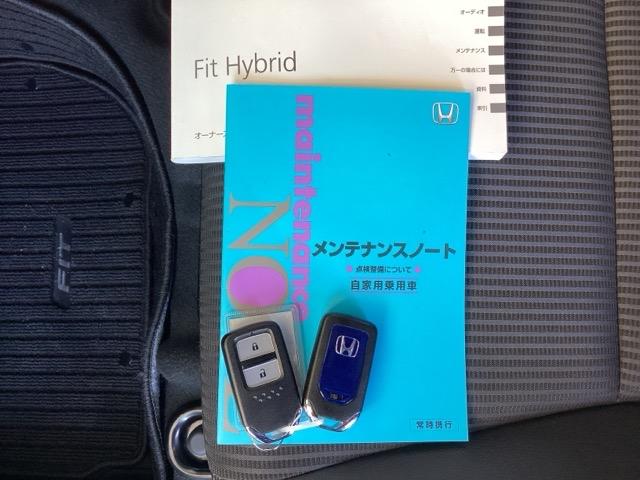 オーディオ
運転
メンテナンス
万一の場合には
資料
索引
Fit Hybrid
maintenance
メンテナンスノート
点検整備について
自家用乗用車
常時携行
FIT